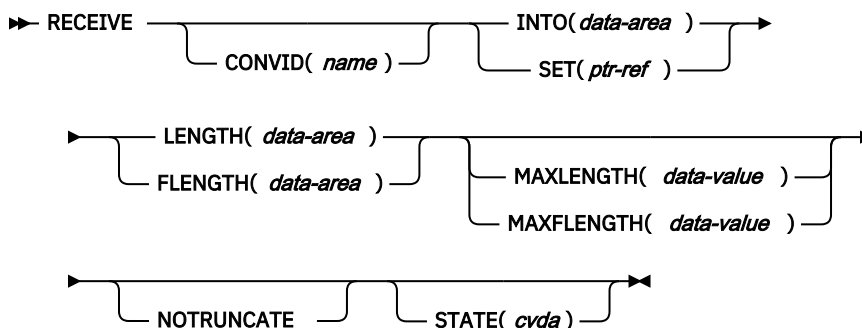 RECEIVE INTO( data-area )
CONVID( name ) SET( ptr-ref )
LENGTH( data-area )
FLENGTH( data-area ) MAXLENGTH( data-value )
MAXFLENGTH( data-value )
NOTRUNCATE STATE( cvda )